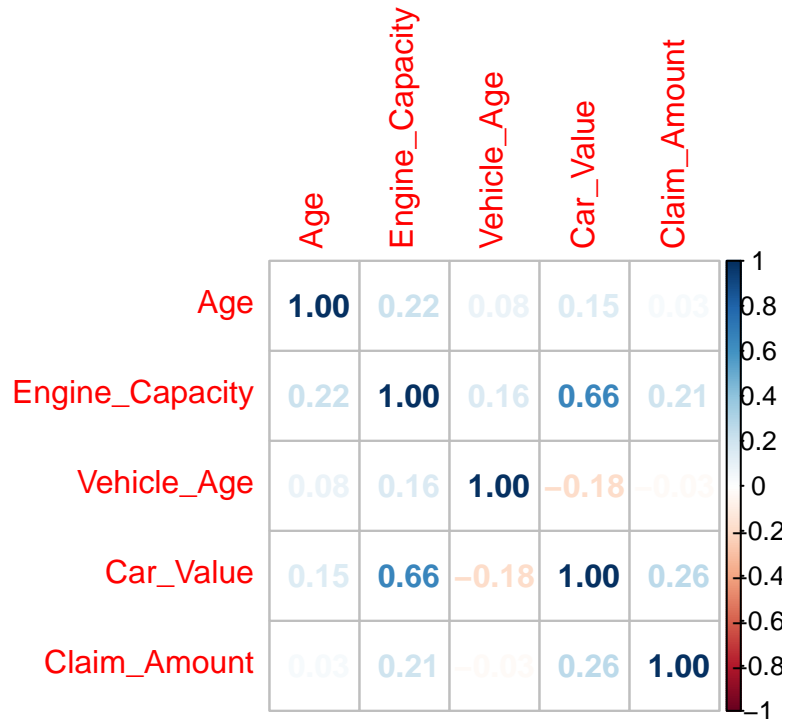 Age Engine_Capacity Vehicle_Age Car_Value Claim_Amount
Age 1.00 0.22 0.08 0.15 0.03
Engine_Capacity 0.22 1.00 0.16 0.66 0.21
Vehicle_Age 0.08 0.16 1.00 −0.18 −0.03
Car_Value 0.15 0.66 −0.18 1.00 0.26
Claim_Amount 0.03 0.21 −0.03 0.26 1.00
1
0.8
0.6
0.4
0.2
0
−0.2
−0.4
−0.6
−0.8
−1